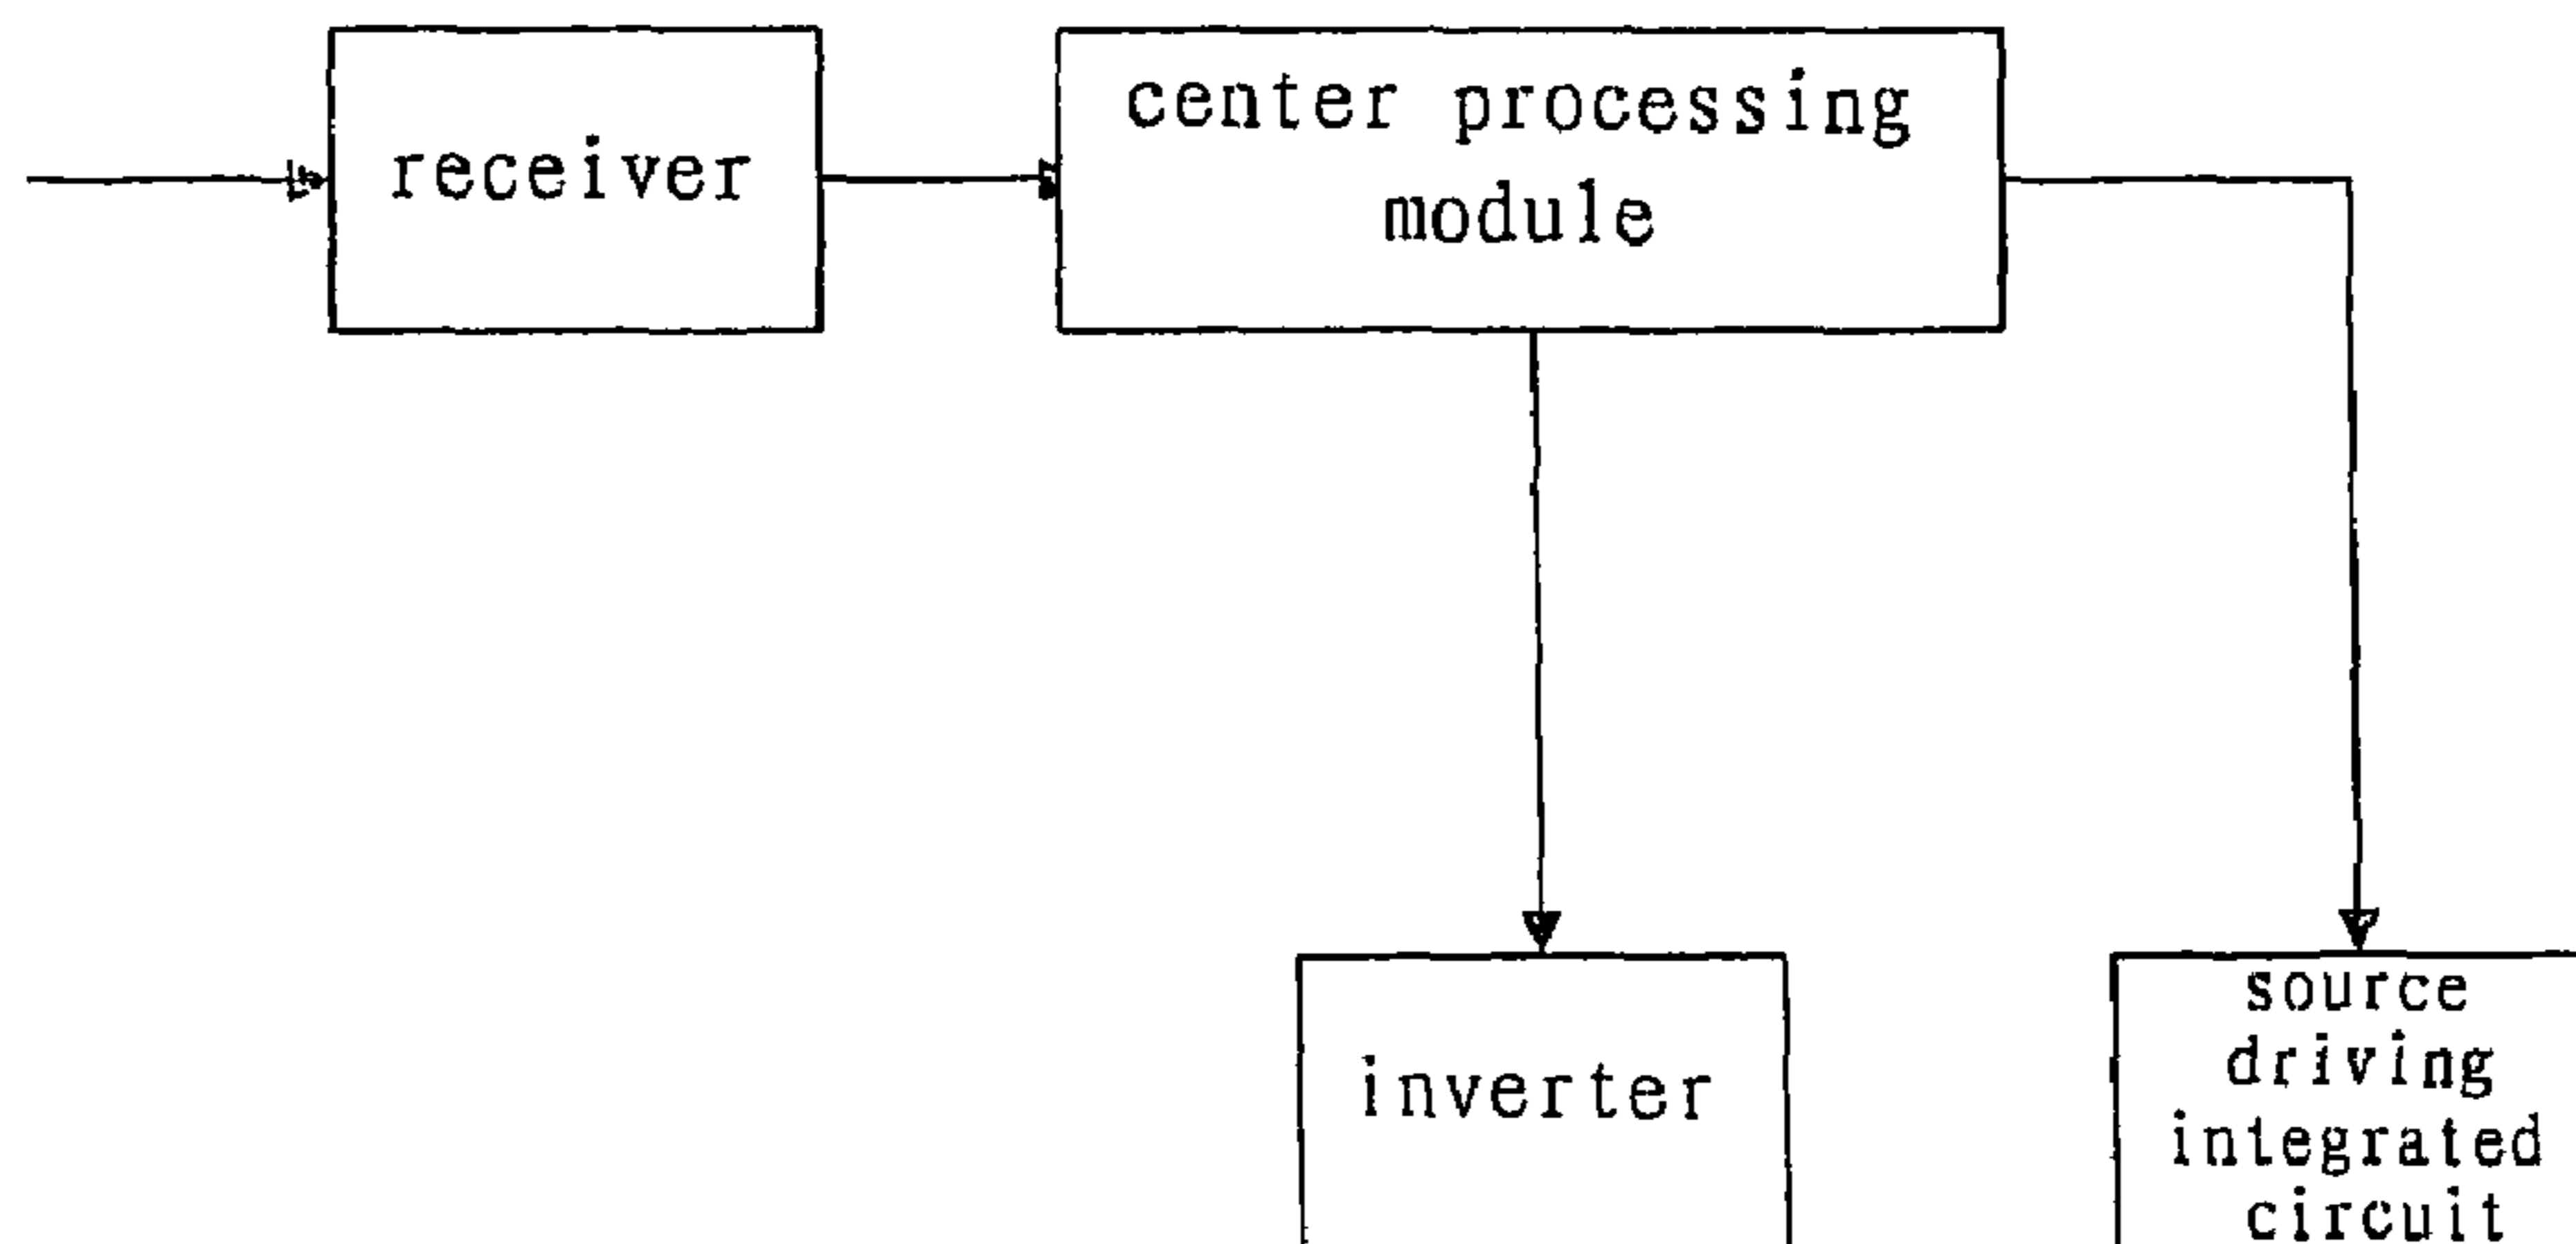 receiver
center processing
module
inverter
source
driving
integrated
circuit